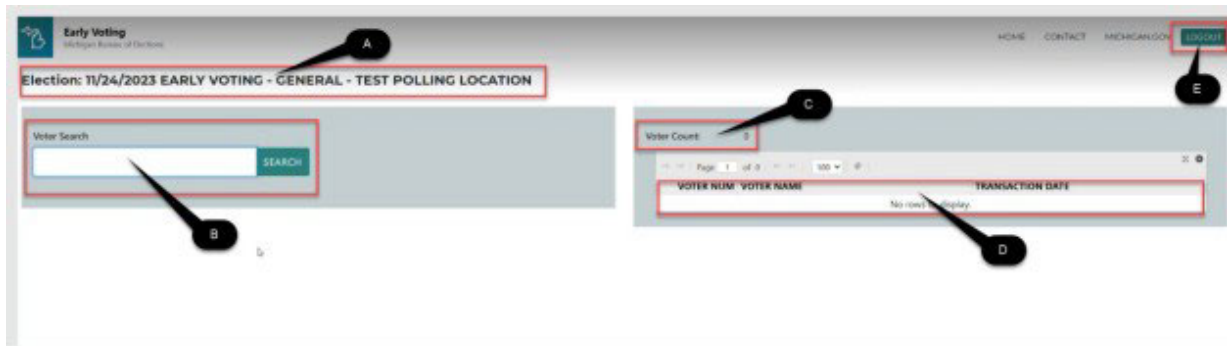 Early Voting
Michigan Bureau of Elections
HOME CONTACT MICHIGAN.GOV LOGOUT
A
E
Election: 11/24/2023 EARLY VOTING - GENERAL - TEST POLLING LOCATION
C
Voter Search
Voter Count: 0
SEARCH
Page 1 of 0 100
VOTER NUM VOTER NAME TRANSACTION DATE
No rows to display.
B
D